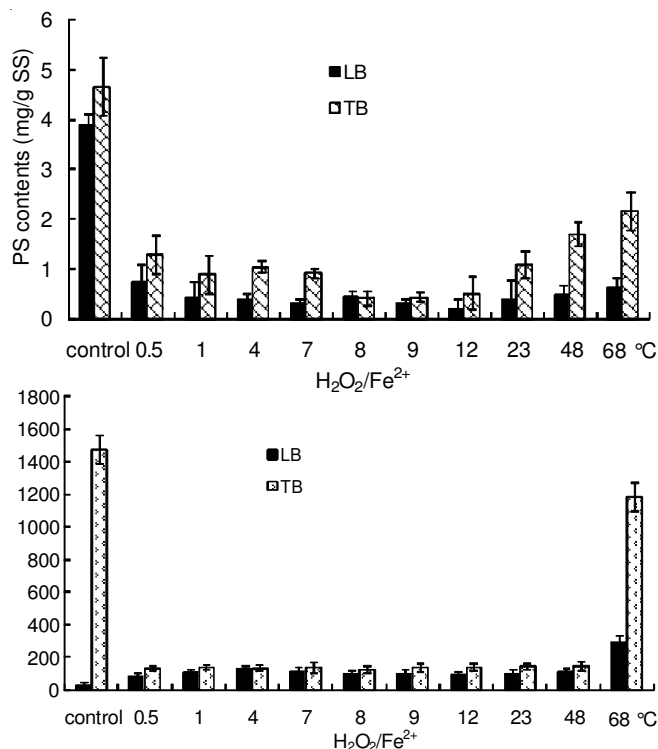 6
5
4
3
2
1
0
PS contents (mg/g SS)
LB
TB
control 0.5 1 4 7 8 9 12 23 48 68 ℃
H₂O₂/Fe²⁺
1800
1600
1400
1200
1000
800
600
400
200
0
LB
TB
control 0.5 1 4 7 8 9 12 23 48 68 ℃
H₂O₂/Fe²⁺